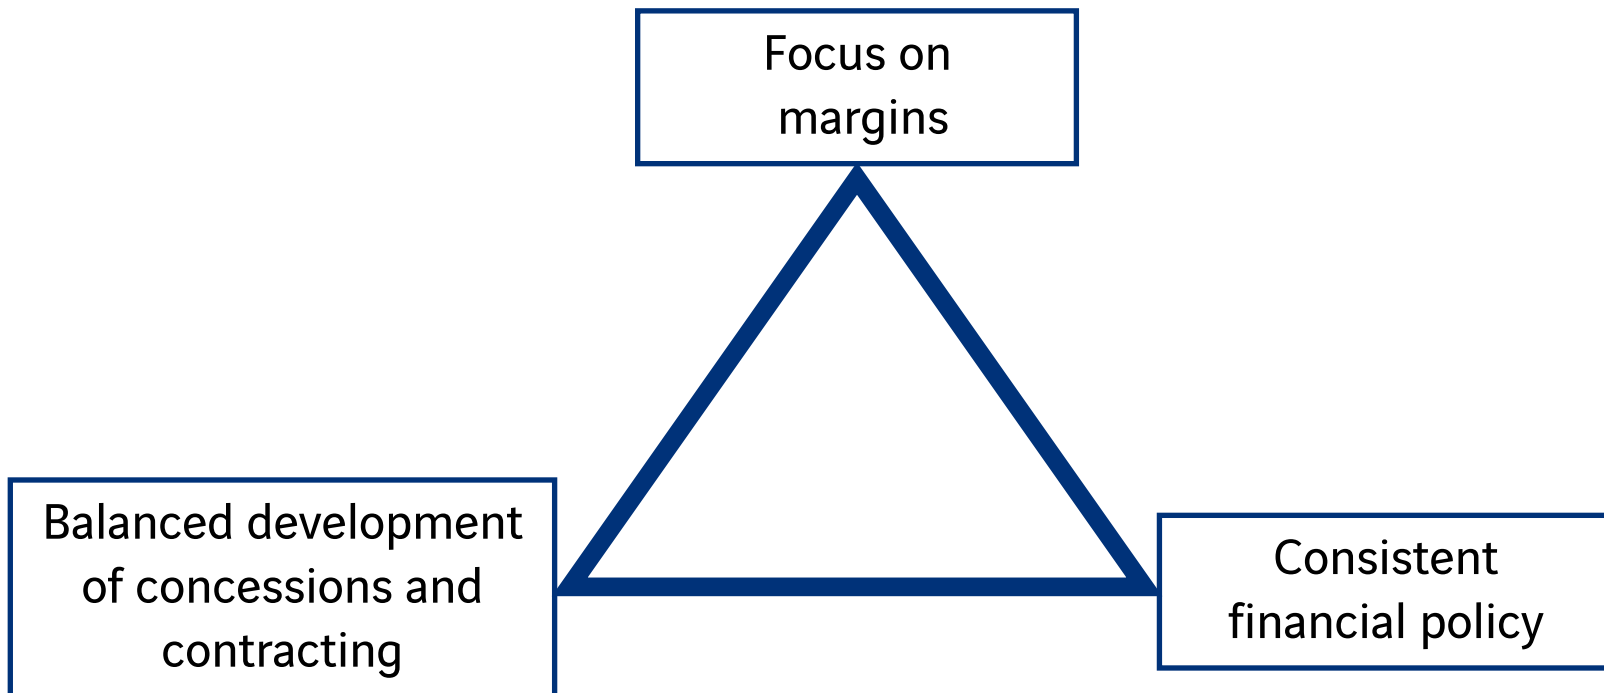 Focus on
margins
Balanced development
of concessions and
contracting
Consistent
financial policy